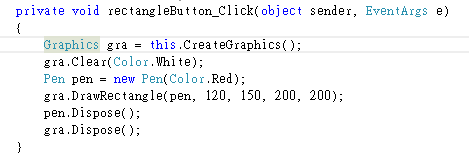 private void rectangleButton_Click(object sender, EventArgs e)
{
Graphics gra = this.CreateGraphics();
gra.Clear(Color.White);
Pen pen = new Pen(Color.Red);
gra.DrawRectangle(pen, 120, 150, 200, 200);
pen.Dispose();
gra.Dispose();
}